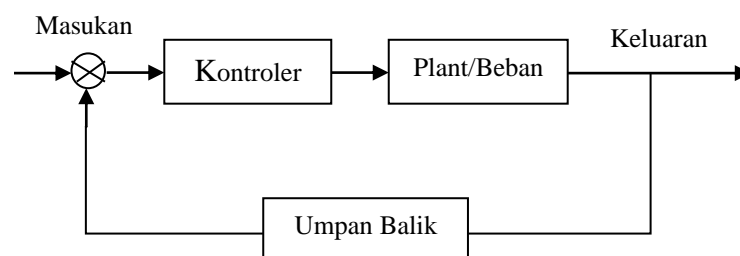 Masukan
Keluaran
Kontroler
Plant/Beban
Umpan Balik